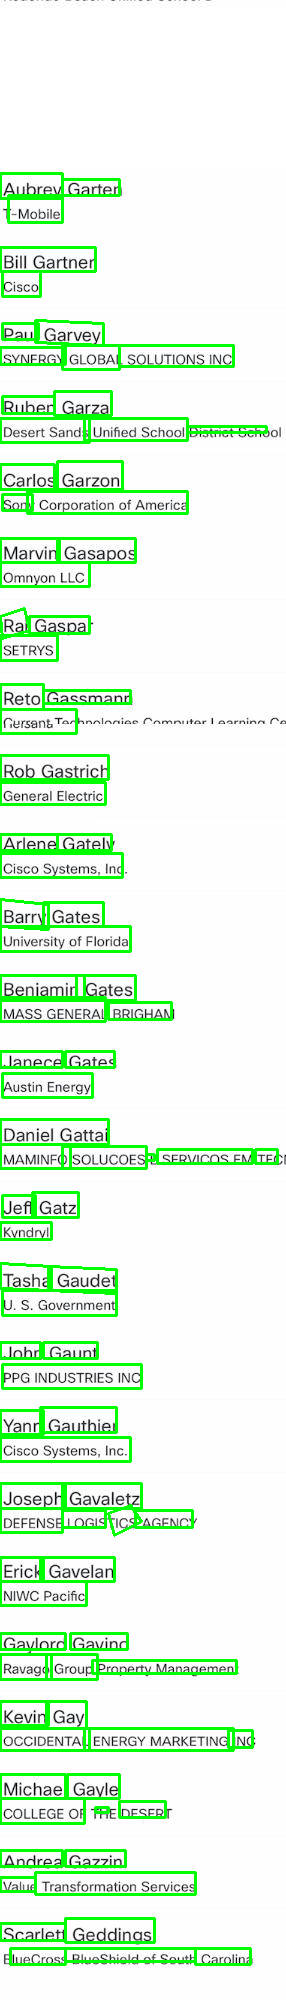 Aubrey Garten
T-Mobile
Bill Gartner
Cisco
Paul Garvey
SYNERGY GLOBAL SOLUTIONS INC
Ruben Garza
Desert Sands Unified School District School
Carlos Garzon
Sony Corporation of America
Marvin Gasapos
Omnyon LLC
Gaspar
SETRYS
Reto Gassmann
Technologies Computer Learning Ce
Rob Gastrich
General Electric
Arlene Gately
Cisco Systems, Inc.
Barry Gates
University of Florida
Benjamin Gates
MASS GENERAL BRIGHAM
Janece Gates
Austin Energy
Daniel Gattai
MAMINFO SOLUCOES E SERVICOS EM TECN
Jeff Gatz
Kyndryl
Tasha Gaudet
U. S. Government
John Gaunt
PPG INDUSTRIES INC
Yann Gauthier
Cisco Systems, Inc.
Joseph Gavaletz
DEFENSE LOGISTICS AGENCY
Erick Gavelan
NIWC Pacific
Gaylord Gavino
Ravago Group Property Management
Kevin Gay
OCCIDENTAL ENERGY MARKETING INC
Michael Gayle
COLLEGE OF THE DESERT
Andrea Gazzin
Value Transformation Services
Scarlett Geddings
BlueCross BlueShield of South Carolina